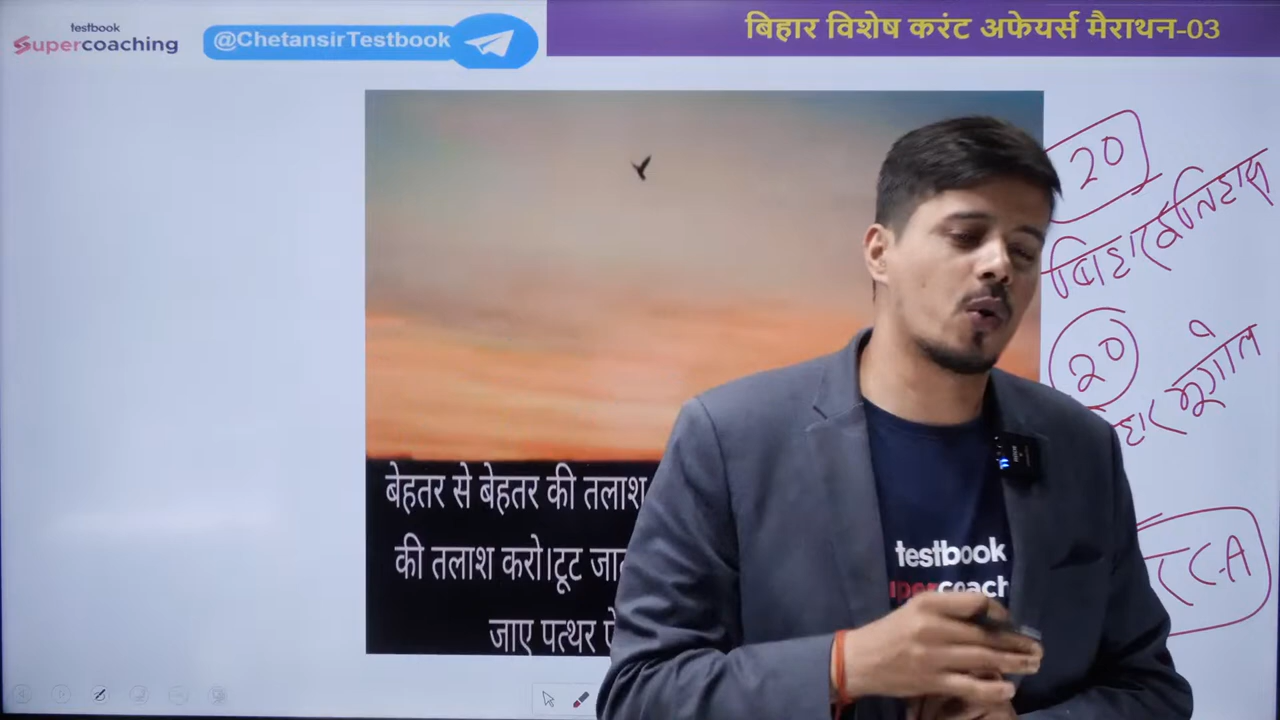 testbook
Supercoaching
@ChetansirTestbook
बिहार विशेष करंट अफेयर्स मैराथन-03
20
बिहार इतिहास
20
भूगोल
C-A
बेहतर से बेहतर की तलाश
की तलाश करो।टूट
जाए पत्थर
testbook